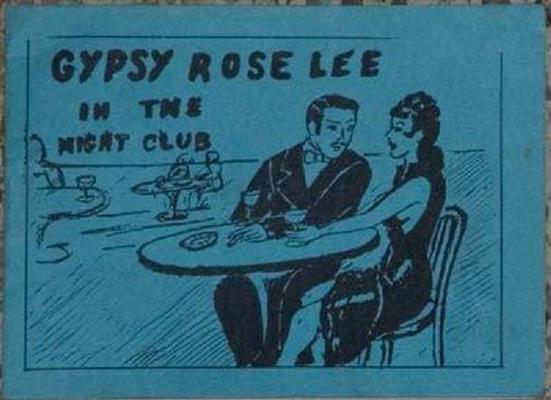 GYPSY ROSE LEE
IN THE
NIGHT CLUB